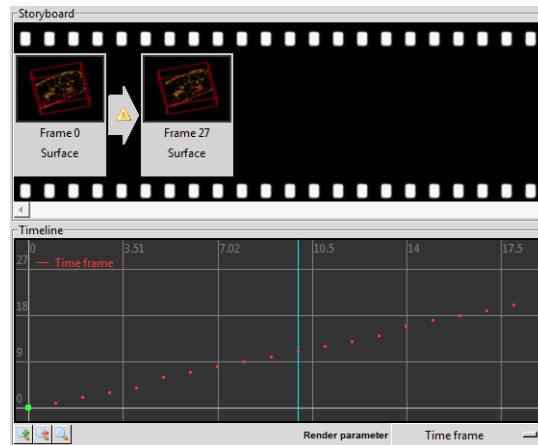 Storyboard
Frame 0
Surface
Frame 27
Surface
Timeline
0 3.51 7.02 10.5 14 17.5
27
Time frame
18
9
0
Render parameter Time frame